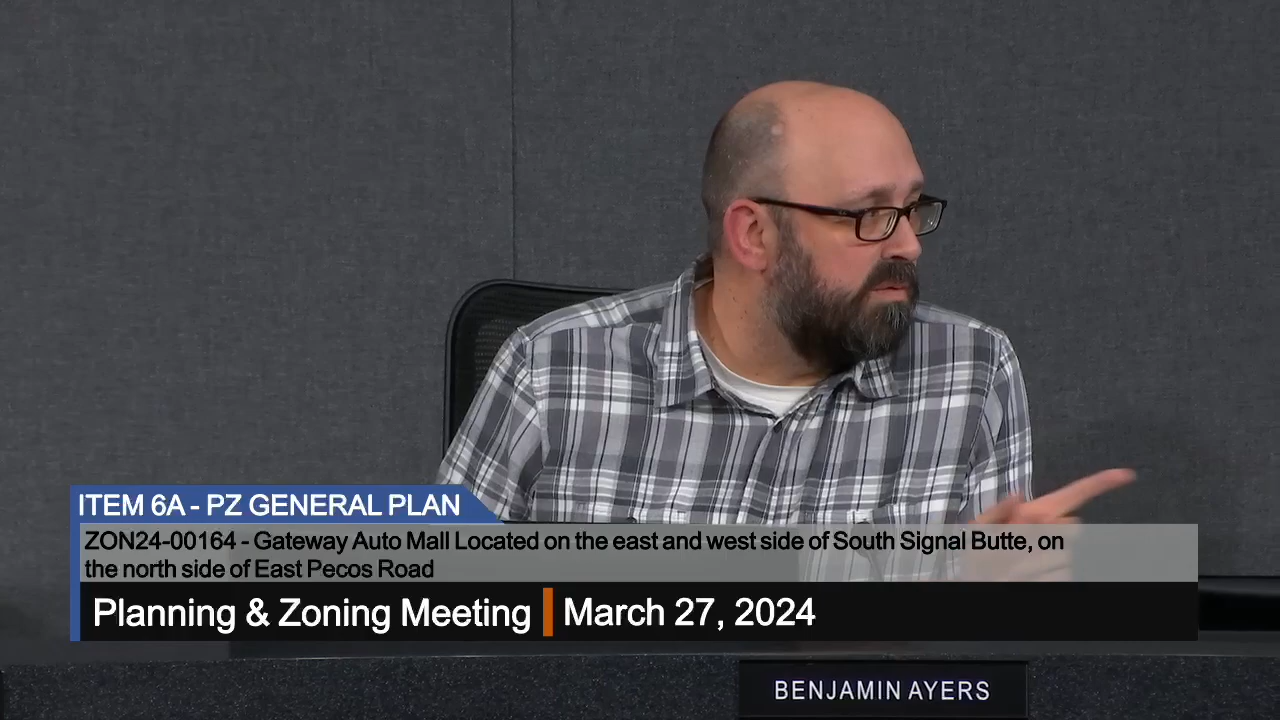 ITEM 6A - PZ GENERAL PLAN
ZON24-00164 - Gateway Auto Mall Located on the east and west side of South Signal Butte, on
the north side of East Pecos Road
Planning & Zoning Meeting March 27, 2024
BENJAMIN AYERS